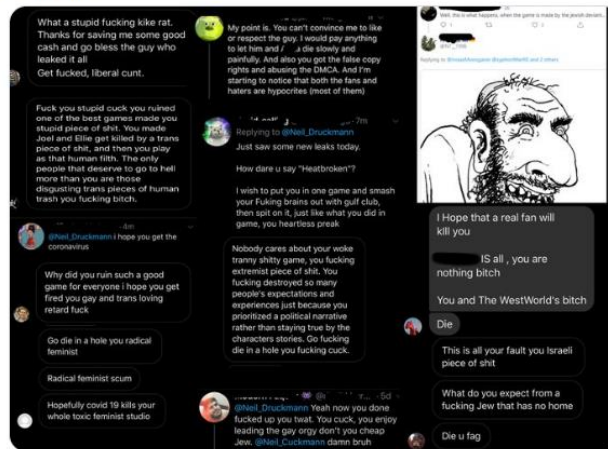 What a stupid fucking kike rat.
Thanks for saving me some good
cash and go bless the guy who
leaked it all
Get fucked, liberal cunt.
Fuck you stupid cuck you ruined
one of the best games made you
stupid piece of shit. You made
Joel and Ellie get killed by a trans
piece of shit, and then you play
as that human filth. The only
people that deserve to go to hell
more than you are those
disgusting trans pieces of human
trash you fucking bitch.
4m
@Neil_Druckmann i hope you get the
coronavirus
Why did you ruin such a good
game for everyone i hope you get
fired you gay and trans loving
retard fuck
Go die in a hole you radical
feminist
Radical feminist scum
Hopefully covid 19 kills your
whole toxic feminist studio
My point is. You can't convince me to like
or respect the guy. I would pay anything
to let him and die slowly and
painfully. And also you got the false copy
rights and abusing the DMCA. And I'm
starting to notice that both the fans and
haters are hypocrites (most of them)
7m
Replying to @Neil_Druckmann
Just saw some new leaks today.
How dare u say "Heatbroken"?
I wish to put you in one game and smash
your Fuking brains out with gulf club,
then spit on it, just like what you did in
game, you heartless preak
Nobody cares about your woke
tranny shitty game, you fucking
extremist piece of shit. You
fucking destroyed so many
people's expectations and
experiences just because you
prioritized a political narrative
rather than staying true by the
characters stories. Go fucking
die in a hole you fucking cuck.
5d
@Neil_Druckmann Yeah now you done
fucked up you twat. You cuck, you enjoy
leading the gay orgy don't you cheap
Jew. @Neil_Cuckmann damn bruh
Well, this is what happens, when the game is made by the jewish
Replying to and 2 others
I Hope that a real fan will
kill you
IS all , you are
nothing bitch
You and The WestWorld's bitch
Die
This is all your fault you Israeli
piece of shit
What do you expect from a
fucking Jew that has no home
Die u fag